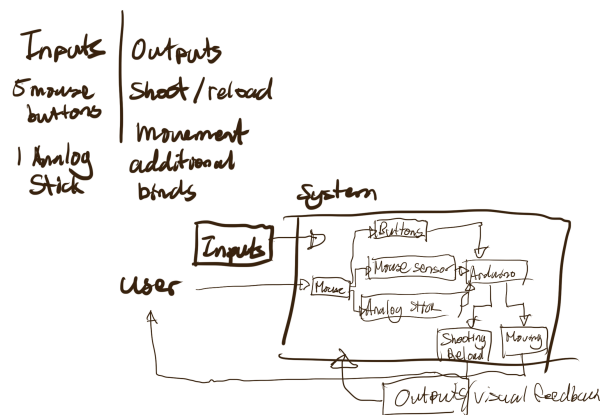 Inputs
Outputs
5 mouse
buttons
Shoot/reload
Movement
1 Analog
Stick
additional
binds
System
Inputs
Buttons
User
Mouse
Mouse sensor
Arduino
Analog stick
Shooting
Reload
Moving
Outputs/visual feedback